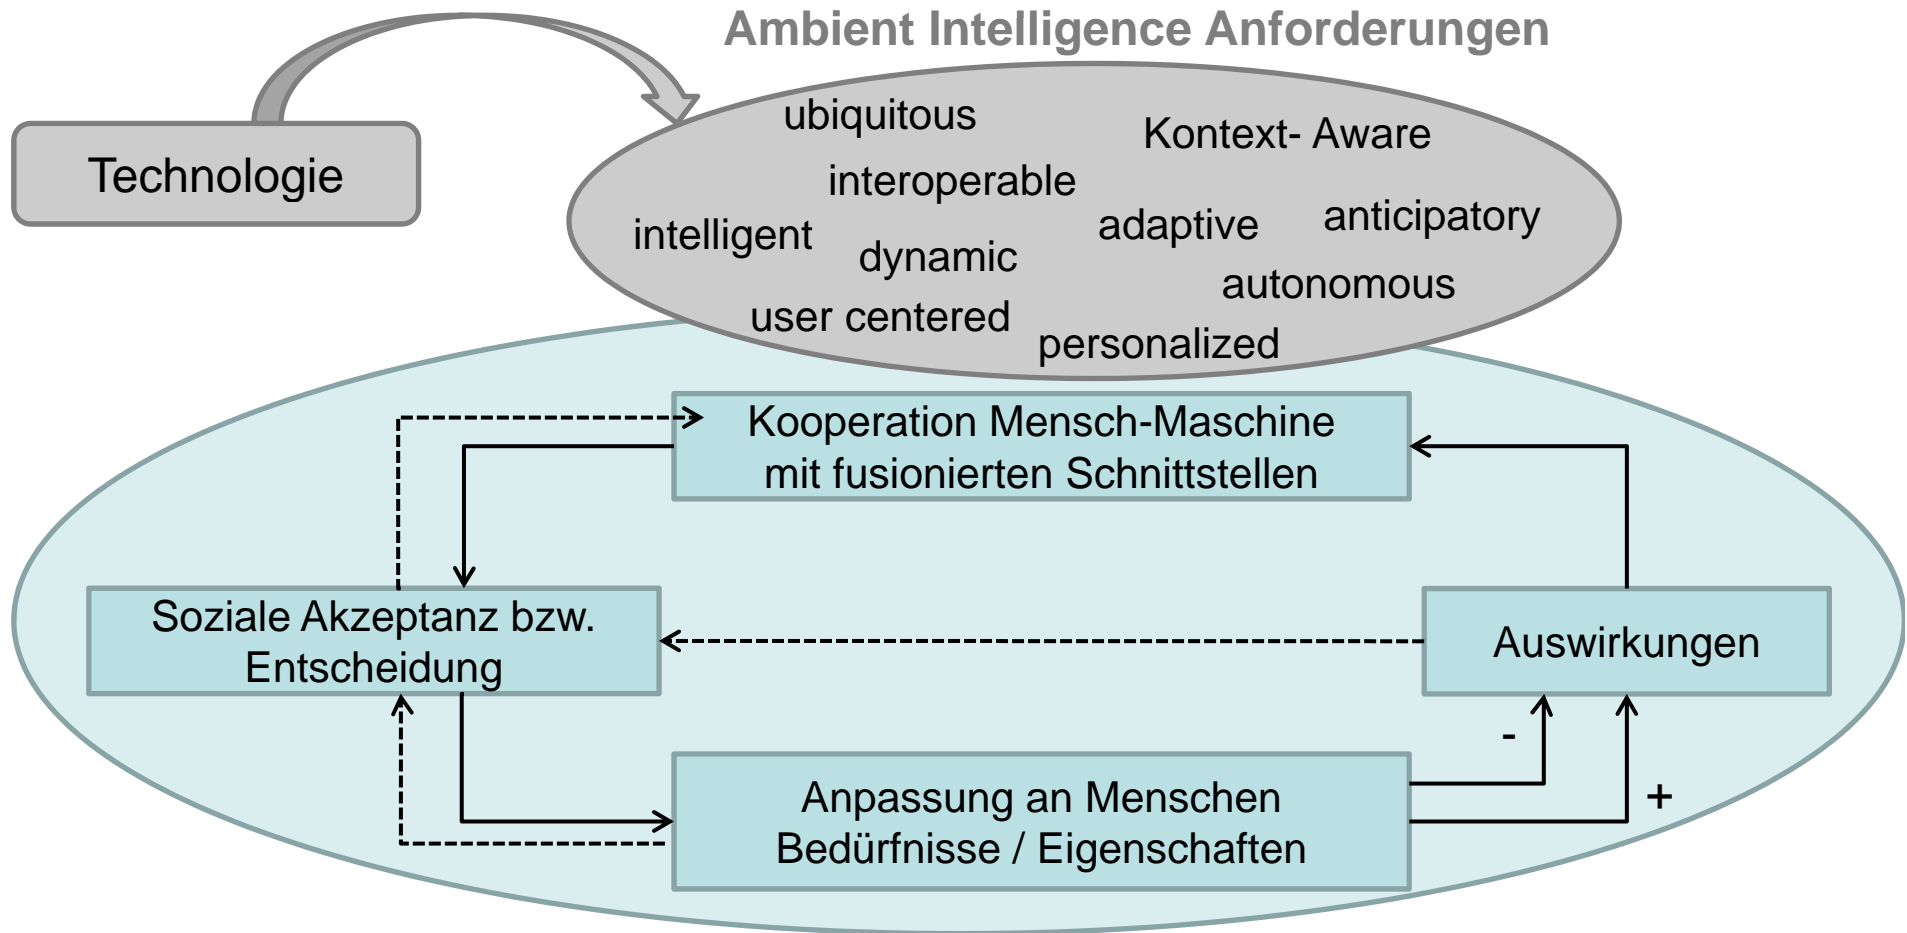 Ambient Intelligence Anforderungen
Technologie
ubiquitous
Kontext- Aware
interoperable
intelligent
dynamic
adaptive
anticipatory
autonomous
user centered
personalized
Kooperation Mensch-Maschine
mit fusionierten Schnittstellen
Soziale Akzeptanz bzw.
Entscheidung
Auswirkungen
-
+
Anpassung an Menschen
Bedürfnisse / Eigenschaften